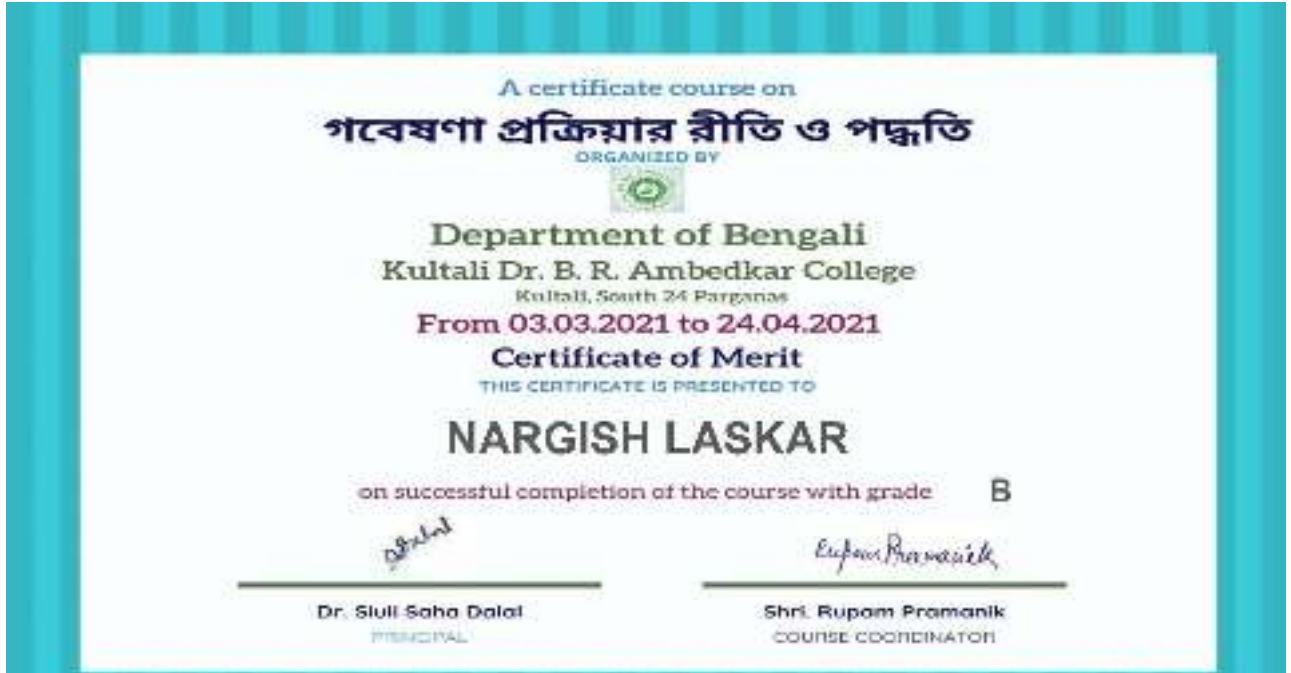 A certificate course on
গবেষণা প্রক্রিয়ার রীতি ও পদ্ধতি
ORGANIZED BY
Department of Bengali
Kultali Dr. B. R. Ambedkar College
Kultali, South 24 Parganas
From 03.03.2021 to 24.04.2021
Certificate of Merit
THIS CERTIFICATE IS PRESENTED TO
NARGISH LASKAR
on successful completion of the course with grade B
Dr. Siuli Saha Dalal
Shri. Rupam Pramanik
PRINCIPAL
COURSE COORDINATOR